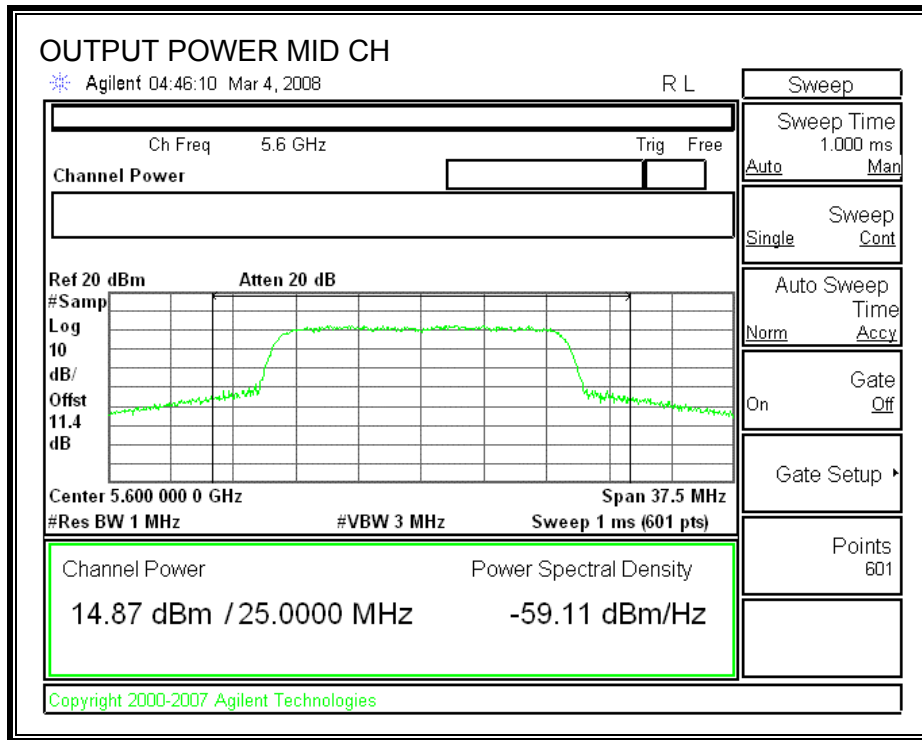 OUTPUT POWER MID CH
Agilent 04:46:10 Mar 4, 2008 R L
Ch Freq 5.6 GHz Trig Free
Channel Power
Ref 20 dBm Atten 20 dB
#Samp
Log
10
dB/
Offst
11.4
dB
Center 5.600 000 0 GHz Span 37.5 MHz
#Res BW 1 MHz #VBW 3 MHz Sweep 1 ms (601 pts)
Channel Power Power Spectral Density
14.87 dBm / 25.0000 MHz -59.11 dBm/Hz
Copyright 2000-2007 Agilent Technologies
Sweep
Sweep Time
1.000 ms
Auto Man
Sweep
Single Cont
Auto Sweep
Time
Norm Accy
Gate
On Off
Gate Setup
Points
601